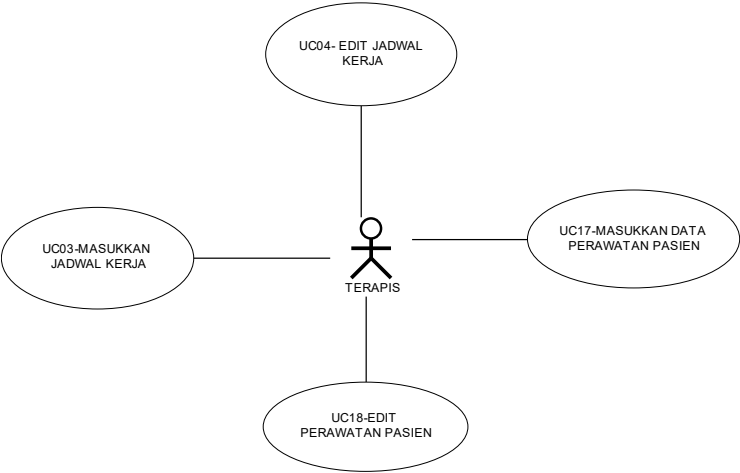 UC04- EDIT JADWAL
KERJA
UC03-MASUKKAN
JADWAL KERJA
UC17-MASUKKAN DATA
PERAWATAN PASIEN
TERAPIS
UC18-EDIT
PERAWATAN PASIEN